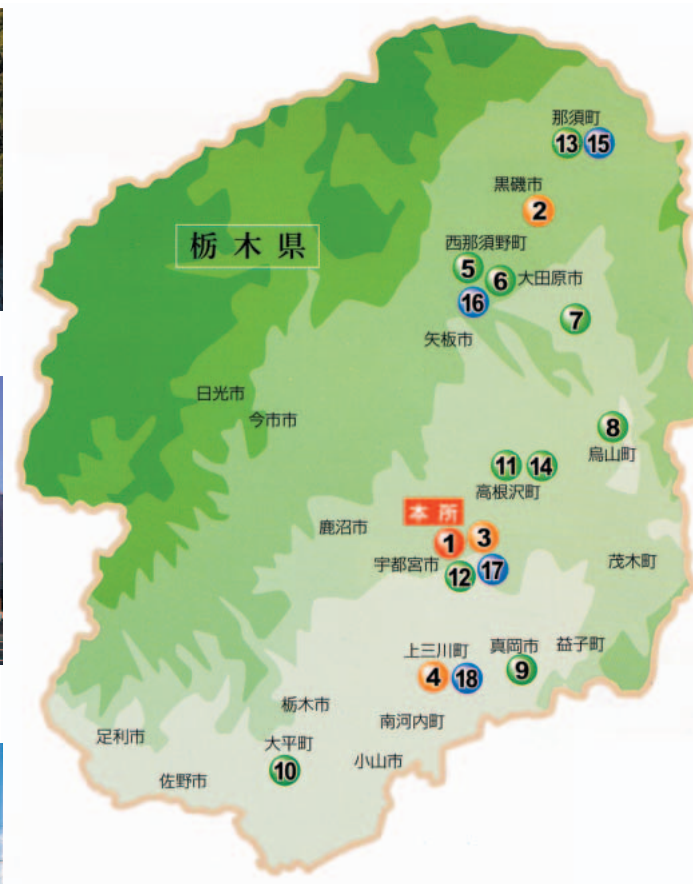 那須町
13 15
黒磯市
2
栃木県
西那須野町
5
6 大田原市
16
7
矢板市
日光市
今市市
8
烏山町
11 14
高根沢町
本所
鹿沼市
1 3
宇都宮市
12 17
茂木町
上三川町
4 18
真岡市
9
益子町
栃木市
南河内町
足利市
大平町
10
小山市
佐野市